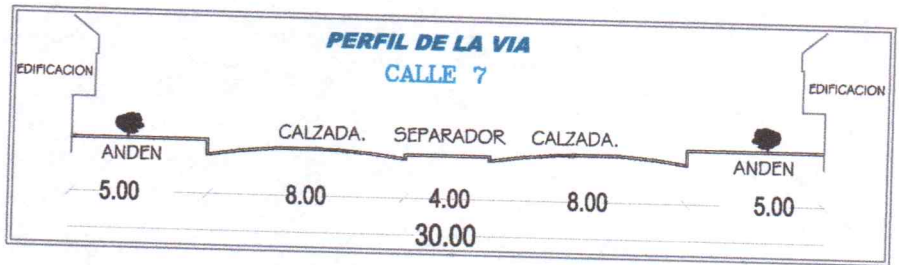 PERFIL DE LA VIA
CALLE 7
EDIFICACION
EDIFICACION
CALZADA. SEPARADOR CALZADA.
ANDEN
ANDEN
5.00 8.00 4.00 8.00 5.00
30.00